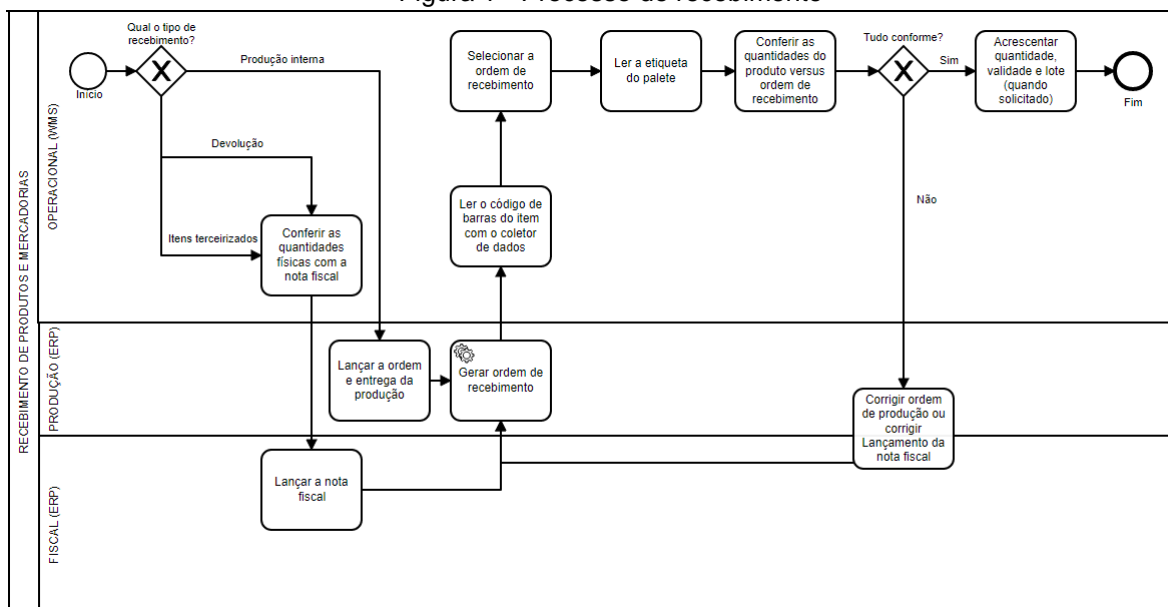 Figura 1 - Processo de recebimento
RECEBIMENTO DE PRODUTOS E MERCADORIAS
OPERACIONAL (WMS)
Início
Qual o tipo de
recebimento?
Produção interna
Devolução
Itens terceirizados
Conferir as
quantidades
físicas com a
nota fiscal
Selecionar a
ordem de
recebimento
Ler o código de
barras do item
com o coletor
de dados
Ler a etiqueta
do palete
Conferir as
quantidades do
produto versus
ordem de
recebimento
Tudo conforme?
Sim
Não
Acrescentar
quantidade,
validade e lote
(quando
solicitado)
Fim
PRODUÇÃO (ERP)
Lançar a ordem
e entrega da
produção
Gerar ordem de
recebimento
Corrigir ordem
de produção ou
corrigir
Lançamento da
nota fiscal
FISCAL (ERP)
Lançar a nota
fiscal